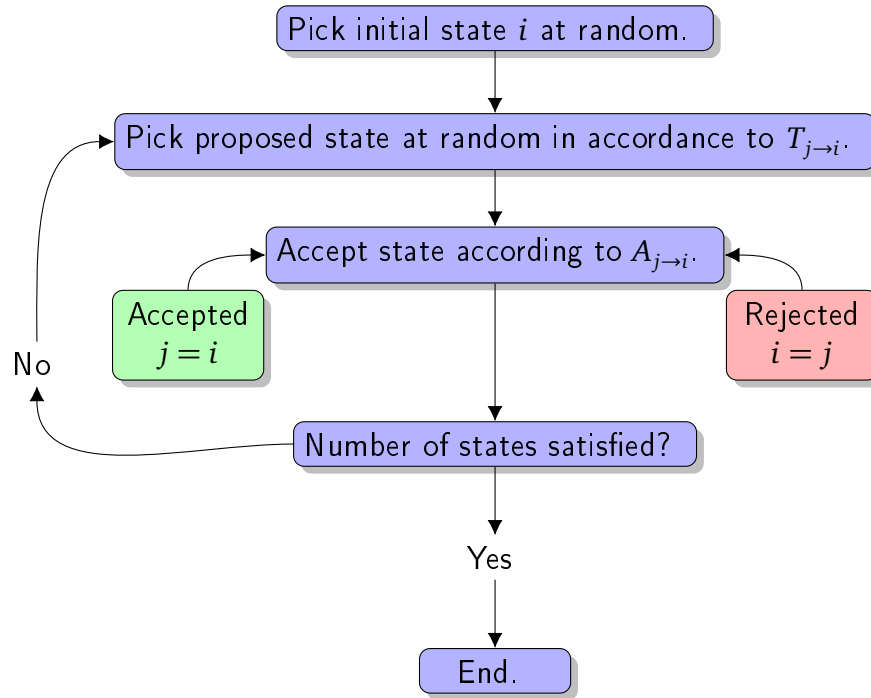 Pick initial state i at random.
Pick proposed state at random in accordance to T_{j→i}.
Accept state according to A_{j→i}.
Accepted
j = i
Rejected
i = j
No
Number of states satisfied?
Yes
End.